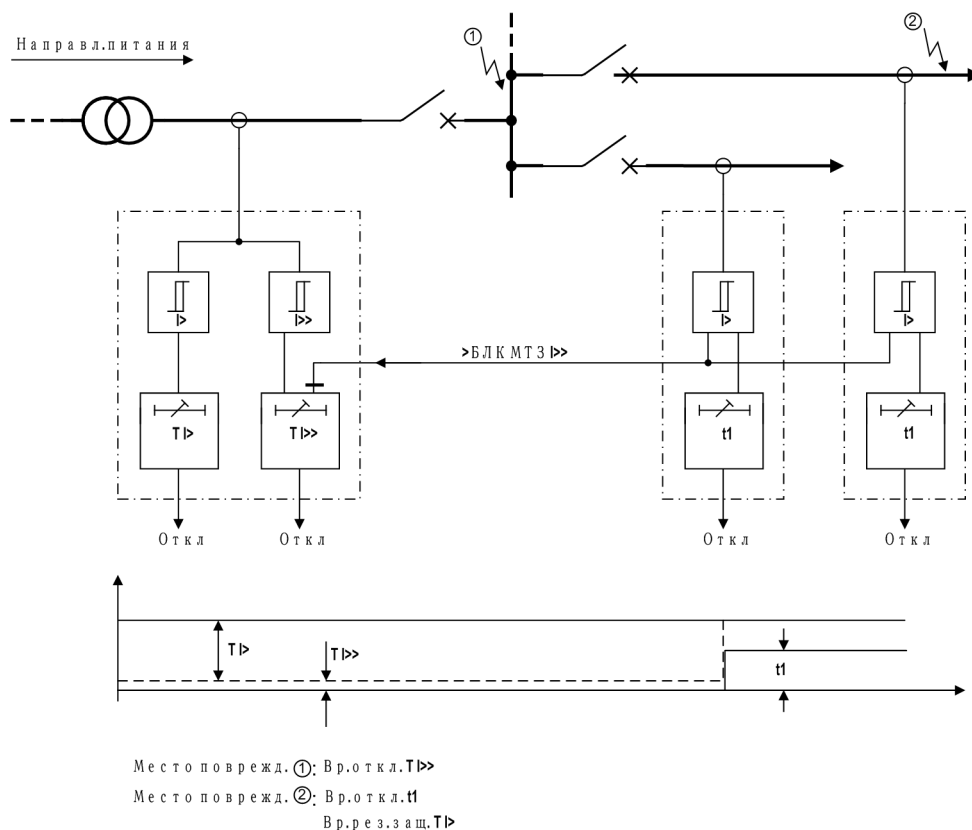 ②
①
Направл.питания
I>
I>>
I>
I>
>БЛК МТЗ I>>
T I>
T I>>
t1
t1
Откл
Откл
Откл
Откл
T I>
T I>>
t1
Место поврежд. ①: Вр.откл. T I>>
Место поврежд. ②: Вр.откл. t1
Вр.рез.защ. T I>